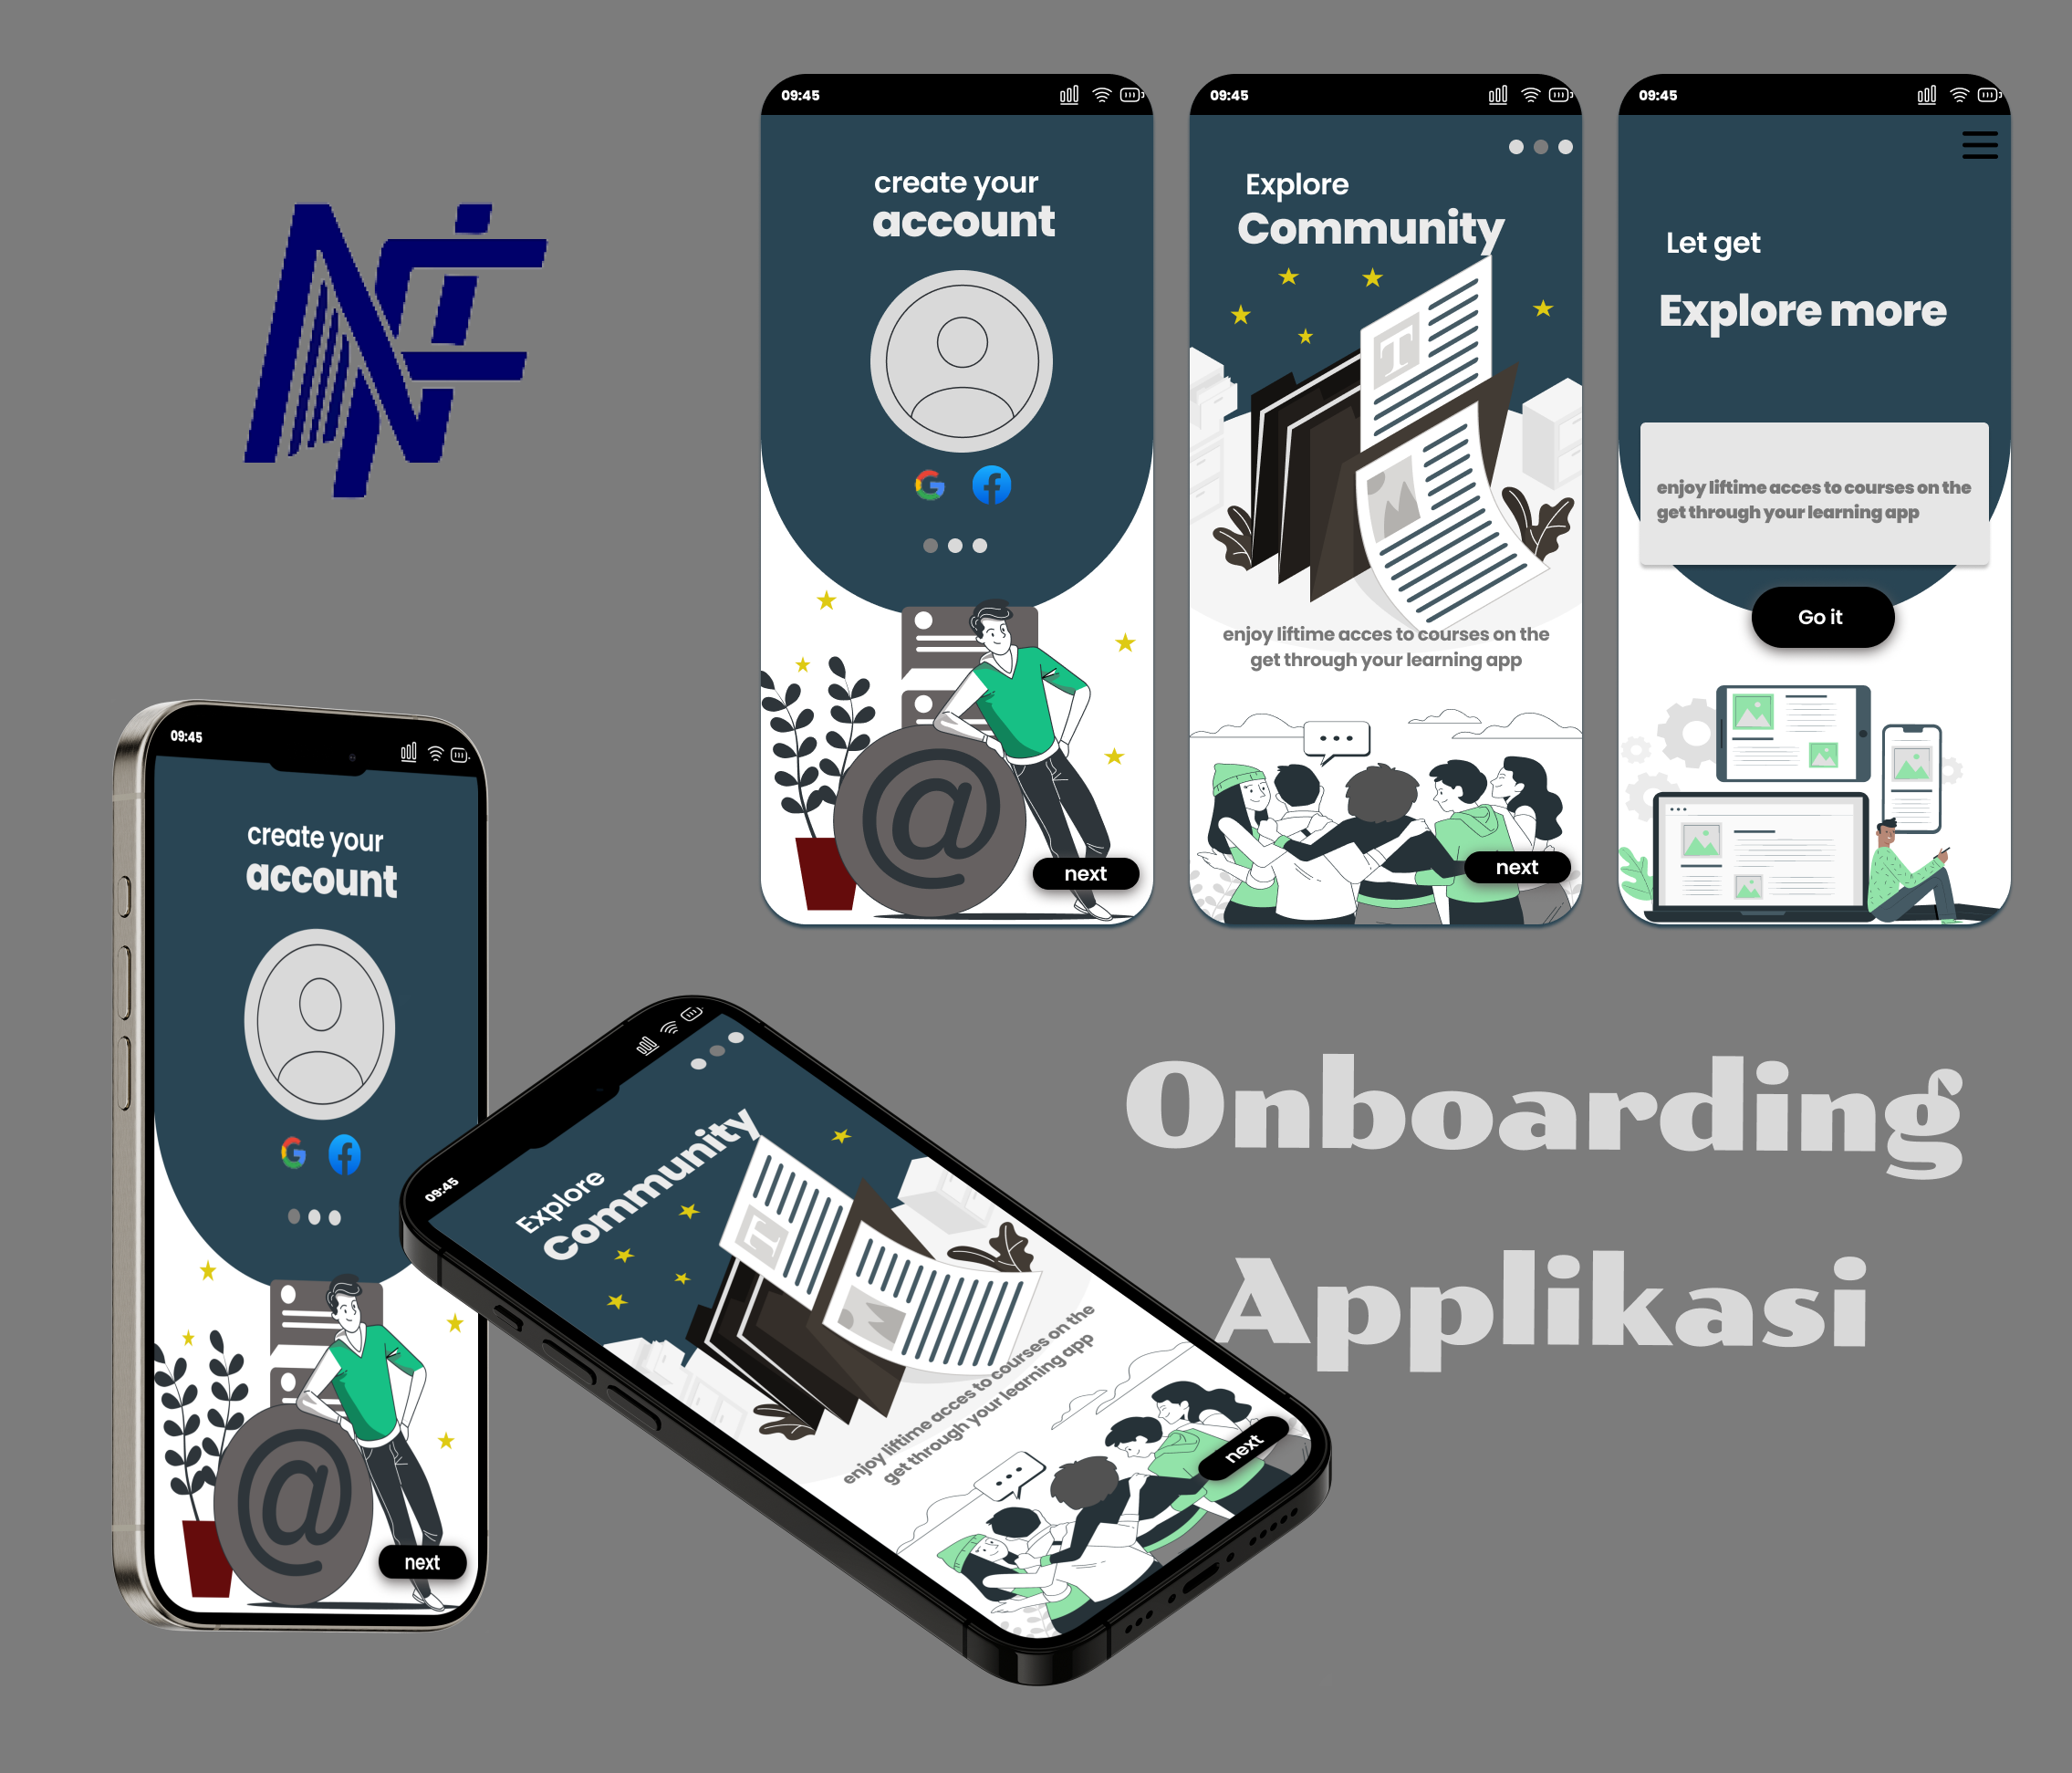 NF
09:45
create your
account
@
next
09:45
Explore
Community
T
enjoy liftime acces to courses on the
get through your learning app
next
09:45
Let get
Explore more
enjoy liftime acces to courses on the
get through your learning app
Go it
09:45
create your
account
@
next
09:45
Explore
Community
T
enjoy liftime acces to courses on the
get through your learning app
next
Onboarding
Applikasi